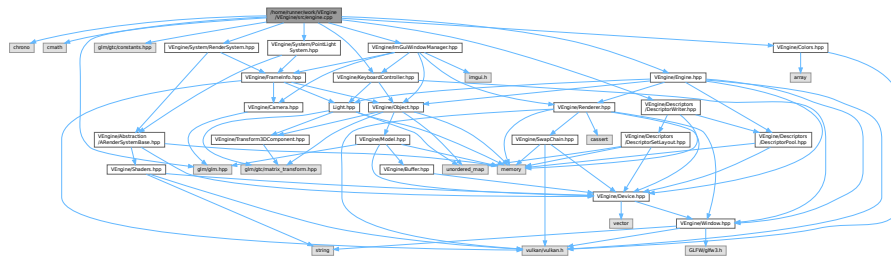 /home/runner/work/VEngine
/VEngine/src/engine.cpp
chrono
cmath
glm/gtc/constants.hpp
VEngine/System/RenderSystem.hpp
VEngine/System/PointLight
System.hpp
VEngine/ImGuiWindowManager.hpp
VEngine/Colors.hpp
VEngine/FrameInfo.hpp
VEngine/KeyboardController.hpp
imgui.h
VEngine/Engine.hpp
array
VEngine/Camera.hpp
Light.hpp
VEngine/Object.hpp
VEngine/Renderer.hpp
VEngine/Descriptors
/DescriptorWriter.hpp
VEngine/Abstraction
/ARenderSystemBase.hpp
VEngine/Transform3DComponent.hpp
VEngine/Model.hpp
VEngine/SwapChain.hpp
cassert
VEngine/Descriptors
/DescriptorSetLayout.hpp
VEngine/Descriptors
/DescriptorPool.hpp
VEngine/Shaders.hpp
glm/glm.hpp
glm/gtc/matrix_transform.hpp
VEngine/Buffer.hpp
unordered_map
memory
VEngine/Device.hpp
vector
VEngine/Window.hpp
string
vulkan/vulkan.h
GLFW/glfw3.h